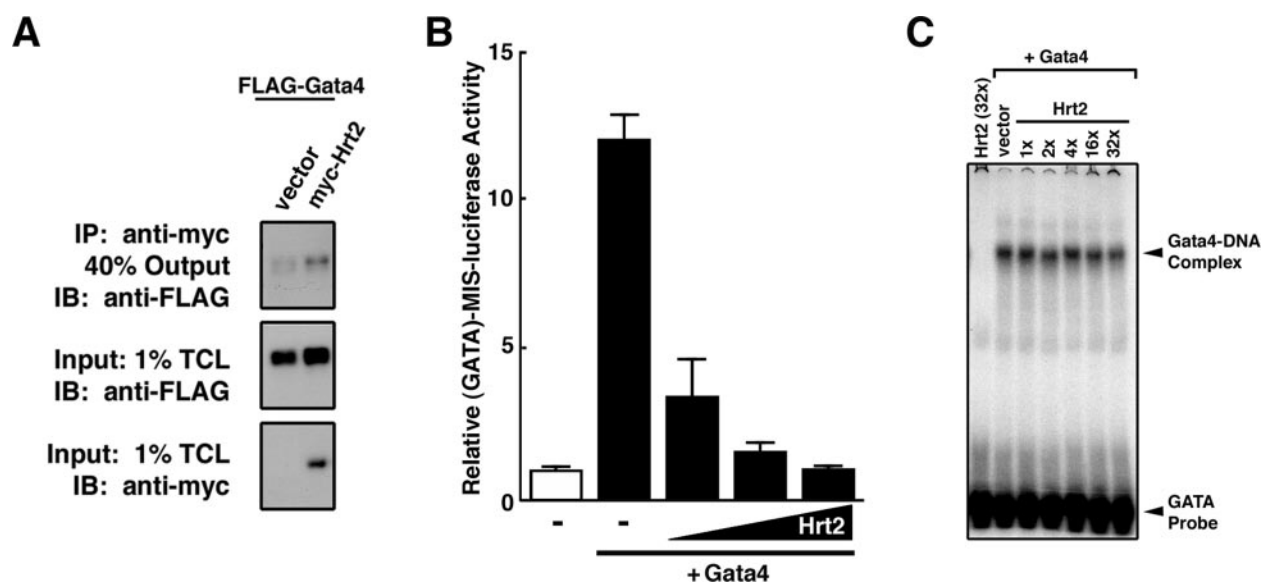 A
FLAG-Gata4
vector
myc-Hrt2
IP: anti-myc
40% Output
IB: anti-FLAG
Input: 1% TCL
IB: anti-FLAG
Input: 1% TCL
IB: anti-myc
B
Relative (GATA)-MIS-luciferase Activity
15
10
5
0
- -
Hrt2
+ Gata4
C
+ Gata4
Hrt2
Hrt2 (32x)
vector
1x
2x
4x
16x
32x
Gata4-DNA
Complex
GATA
Probe